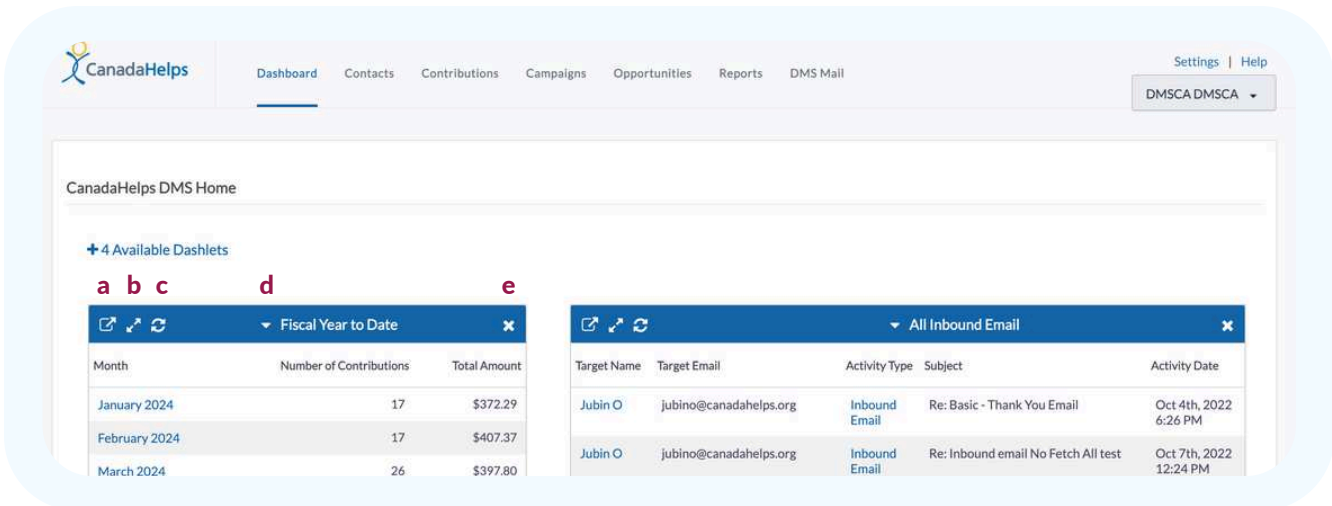 CanadaHelps
Dashboard Contacts Contributions Campaigns Opportunities Reports DMS Mail
Settings | Help
DMSCA DMSCA
CanadaHelps DMS Home
+4 Available Dashlets
a b c d e
Fiscal Year to Date
Month Number of Contributions Total Amount
January 2024 17 $372.29
February 2024 17 $407.37
March 2024 26 $397.80
All Inbound Email
Target Name Target Email Activity Type Subject Activity Date
Jubin O jubino@canadahelps.org Inbound Re: Basic - Thank You Email Oct 4th, 2022
Email 6:26 PM
Jubin O jubino@canadahelps.org Inbound Re: Inbound email No Fetch All test Oct 7th, 2022
Email 12:24 PM